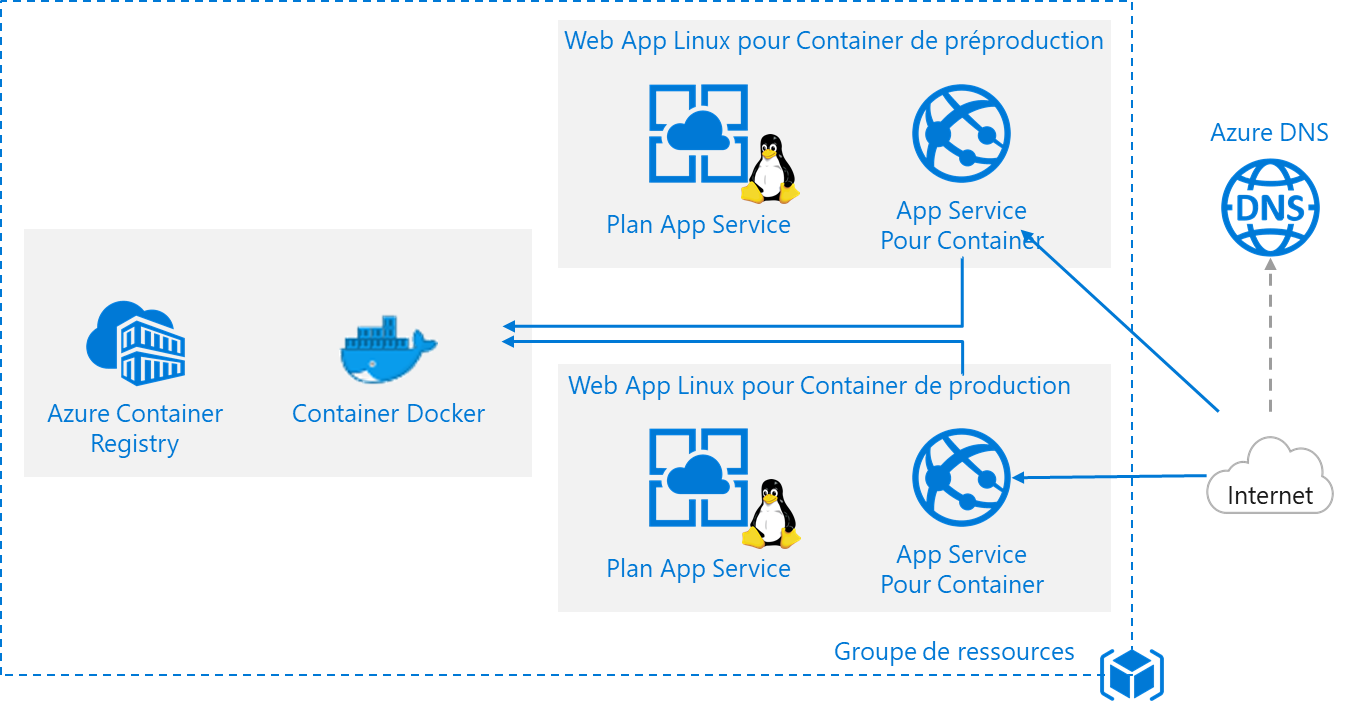 Web App Linux pour Container de préproduction
Plan App Service
App Service
Pour Container
Azure DNS
DNS
Azure Container
Registry
Container Docker
Web App Linux pour Container de production
Plan App Service
App Service
Pour Container
Internet
Groupe de ressources